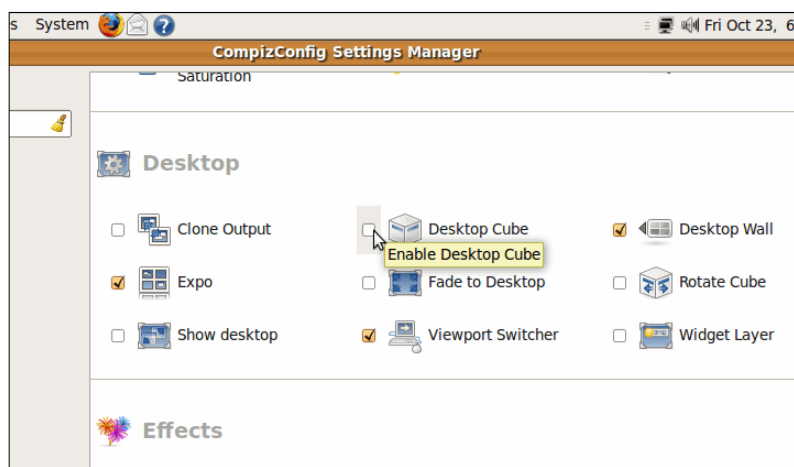 s System Fri Oct 23, 6
CompizConfig Settings Manager
Saturation
Desktop
Clone Output Desktop Cube Desktop Wall
Enable Desktop Cube
Expo Fade to Desktop Rotate Cube
Show desktop Viewport Switcher Widget Layer
Effects